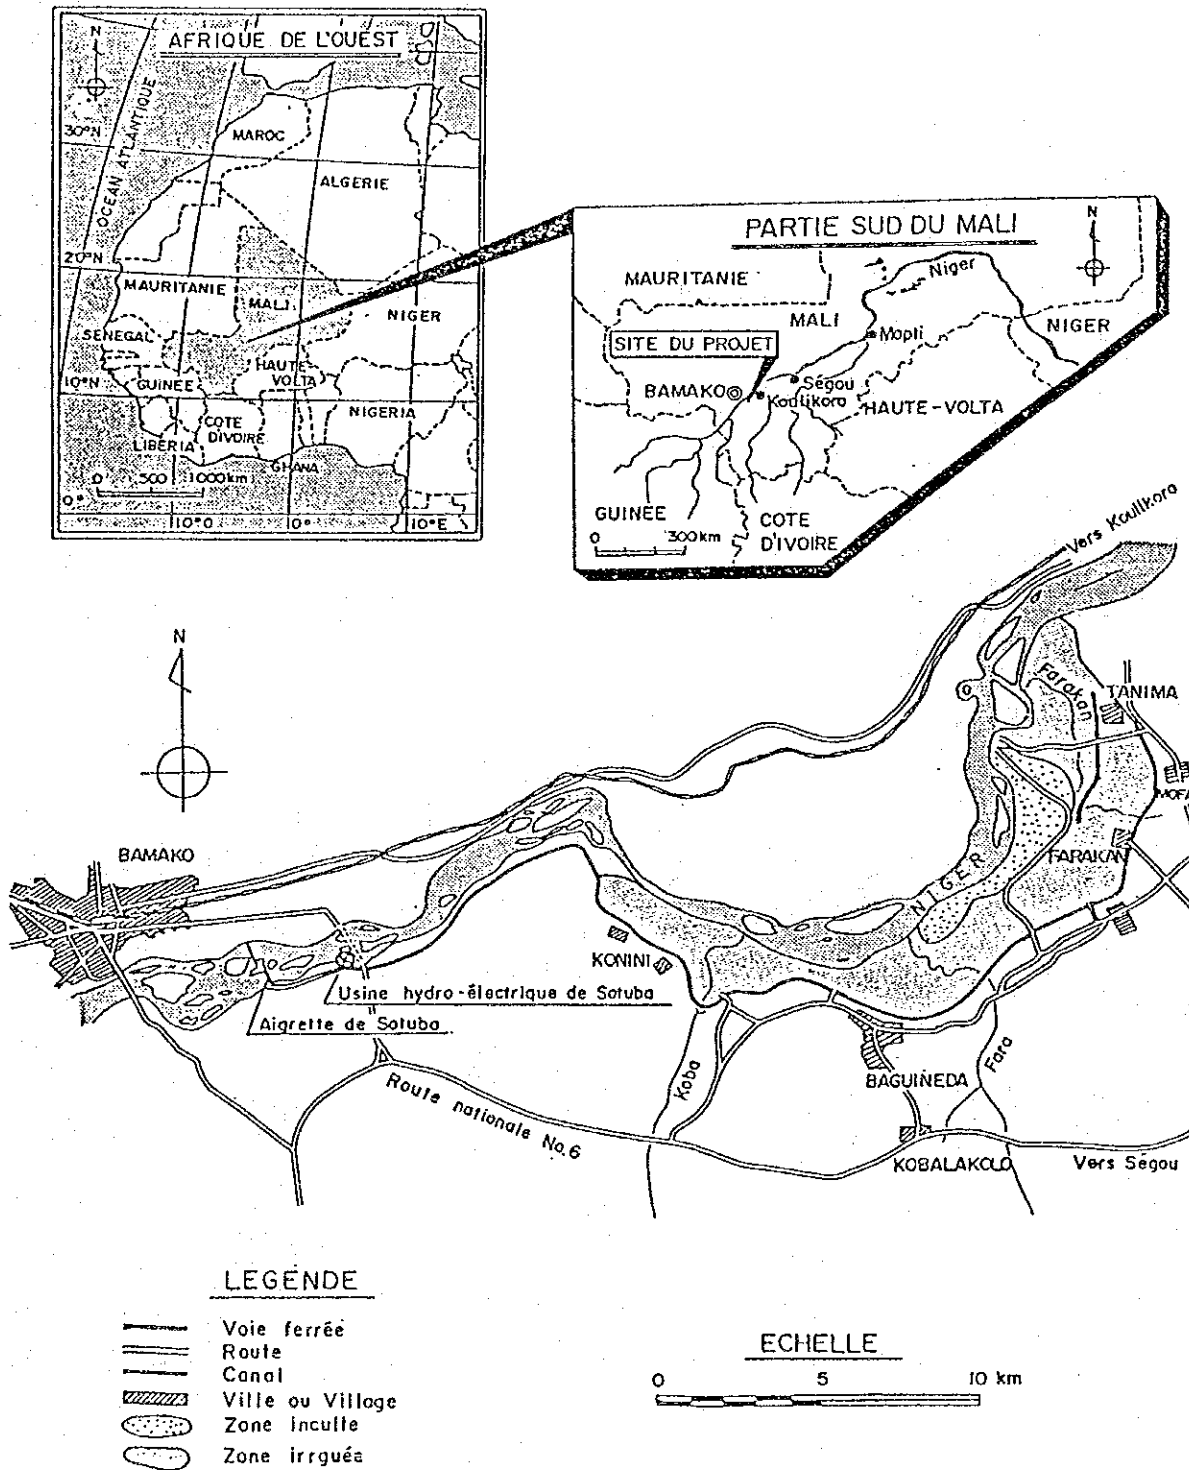 AFRIQUE DE L'OUEST
N
30°N
OCEAN ATLANTIQUE
MAROC
ALGERIE
20°N
MAURITANIE
MALI
NIGER
SENEGAL
HAUTE-
VOLTA
10°N
GUINÉE
NIGERIA
COTE
D'IVOIRE
LIBERIA
GHANA
0 500 1000km
0°
10°O
10°
10°E
PARTIE SUD DU MALI
N
Niger
MAURITANIE
MALI
NIGER
Mopti
SITE DU PROJET
Ségou
BAMAKO
Koulikoro
HAUTE-VOLTA
GUINEE
COTE
D'IVOIRE
0 300km
Vers Koulikoro
N
Farakan
TANIMA
MOFA
BAMAKO
FARAKAN
NIGER
KONINI
Usine hydro-électrique de Sotuba
Aigrette de Sotuba
Koba
Fara
BAGUINEDA
Route nationale No.6
KOBALAKOLO
Vers Ségou
LEGENDE
Voie ferrée
Route
Canal
Ville ou Village
Zone inculte
Zone irrguéa
ECHELLE
0 5 10 km